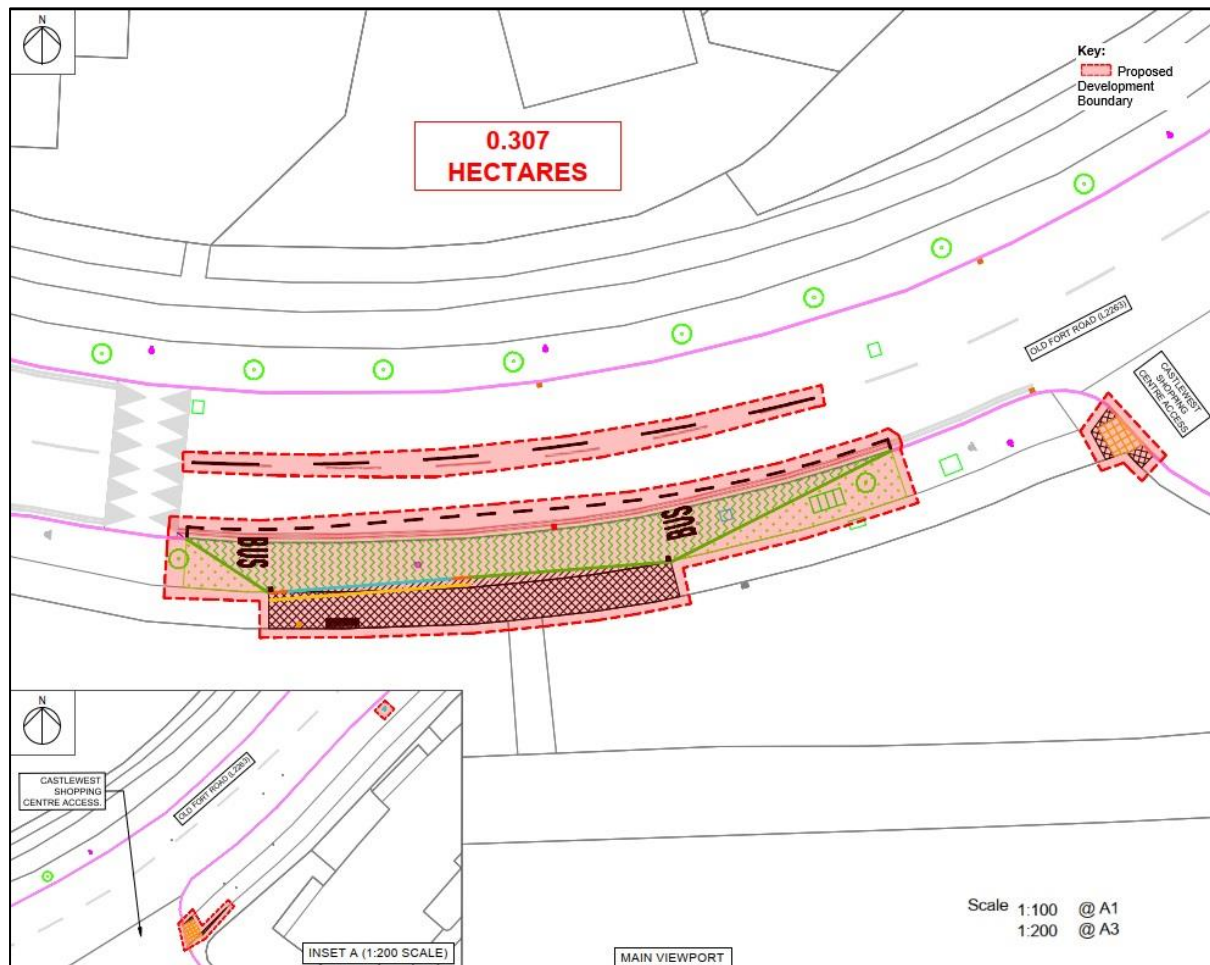 N
Key:
Proposed
Development
Boundary
0.307
HECTARES
OLD FORT ROAD (L2263)
CASTLEWEST
SHOPPING
CENTRE ACCESS
BUS
BUS
N
CASTLEWEST
SHOPPING
CENTRE ACCESS.
OLD FORT ROAD (L2263)
INSET A (1:200 SCALE)
MAIN VIEWPORT
Scale 1:100 @ A1
1:200 @ A3